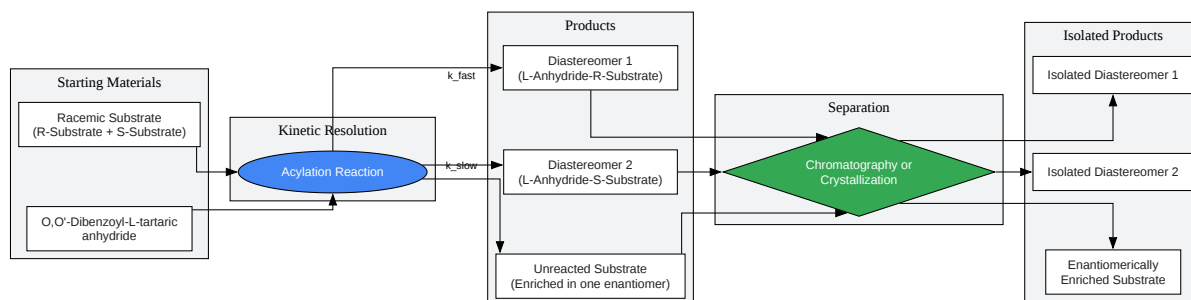 Starting Materials
Racemic Substrate
(R-Substrate + S-Substrate)
O,O'-Dibenzoyl-L-tartaric
anhydride
Kinetic Resolution
Acylation Reaction
k_fast
k_slow
Products
Diastereomer 1
(L-Anhydride-R-Substrate)
Diastereomer 2
(L-Anhydride-S-Substrate)
Unreacted Substrate
(Enriched in one enantiomer)
Separation
Chromatography or
Crystallization
Isolated Products
Isolated Diastereomer 1
Isolated Diastereomer 2
Enantiomerically
Enriched Substrate